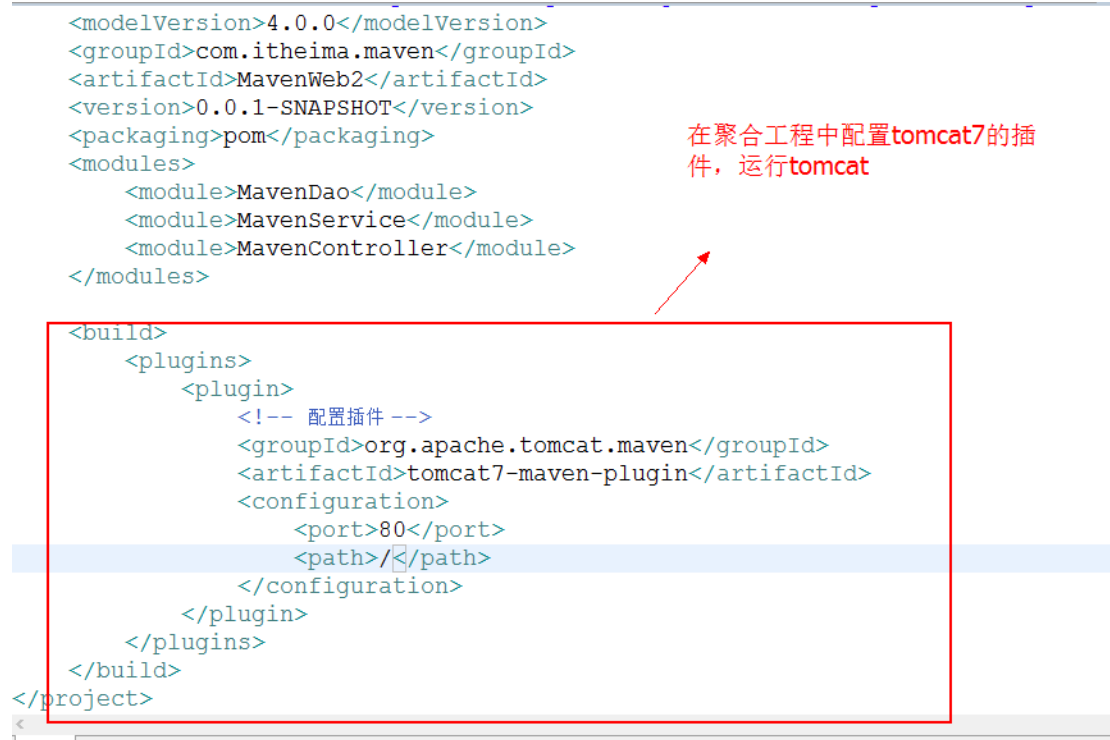 <modelVersion>4.0.0</modelVersion>
<groupId>com.itheima.maven</groupId>
<artifactId>MavenWeb2</artifactId>
<version>0.0.1-SNAPSHOT</version>
<packaging>pom</packaging>
<modules>
<module>MavenDao</module>
<module>MavenService</module>
<module>MavenController</module>
</modules>
在聚合工程中配置tomcat7的插
件，运行tomcat
<build>
<plugins>
<plugin>
<!-- 配置插件 -->
<groupId>org.apache.tomcat.maven</groupId>
<artifactId>tomcat7-maven-plugin</artifactId>
<configuration>
<port>80</port>
<path>/</path>
</configuration>
</plugin>
</plugins>
</build>
</project>